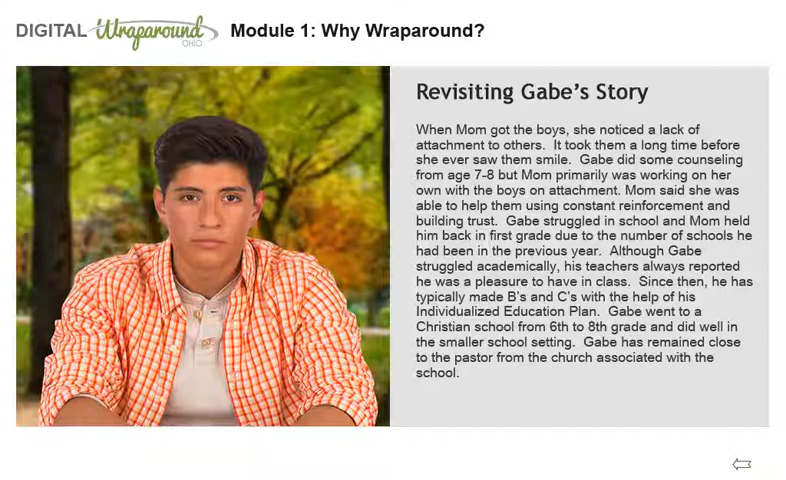 DIGITAL Wraparound OHIO Module 1: Why Wraparound?
Revisiting Gabe's Story
When Mom got the boys, she noticed a lack of
attachment to others.  It took them a long time before
she ever saw them smile.  Gabe did some counseling
from age 7-8 but Mom primarily was working on her
own with the boys on attachment. Mom said she was
able to help them using constant reinforcement and
building trust.  Gabe struggled in school and Mom held
him back in first grade due to the number of schools he
had been in the previous year.  Although Gabe
struggled academically, his teachers always reported
he was a pleasure to have in class.  Since then, he has
typically made B's and C's with the help of his
Individualized Education Plan.  Gabe went to a
Christian school from 6th to 8th grade and did well in
the smaller school setting.  Gabe has remained close
to the pastor from the church associated with the
school.